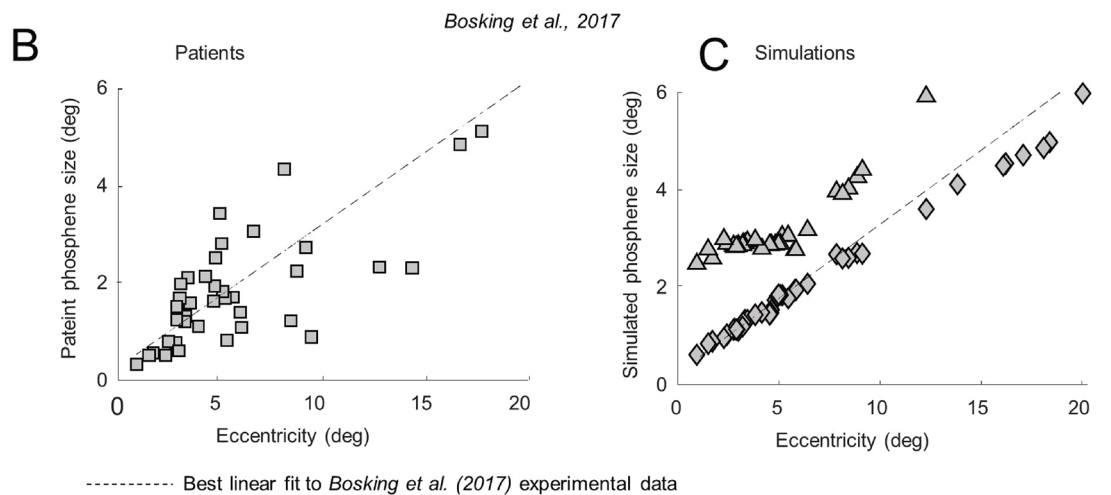 Bosking et al., 2017
B
Patients
C
Simulations
Pateint phosphene size (deg)
6
4
2
0
0
5
10
15
20
Eccentricity (deg)
Simulated phosphene size (deg)
6
4
2
0
0
5
10
15
20
Eccentricity (deg)
Best linear fit to Bosking et al. (2017) experimental data